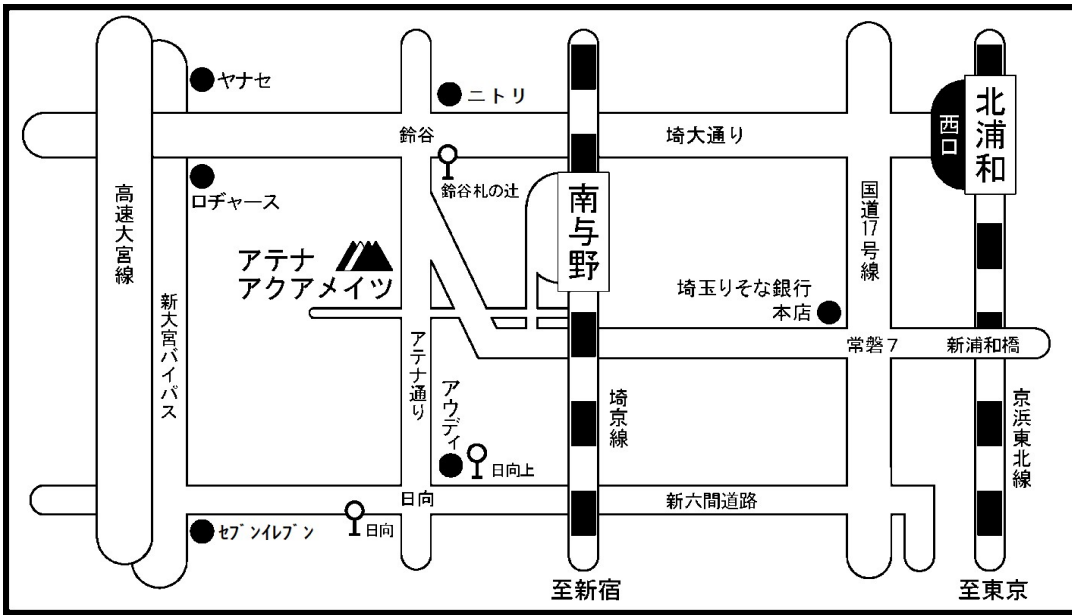 ヤナセ
ニトリ
北浦和
西口
鈴谷
埼大通り
鈴谷札の辻
ロヂャース
高速大宮線
南与野
国道17号線
アテナ
アクアメイツ
埼玉りそな銀行
本店
新大宮バイパス
アテナ通り
常磐7
新浦和橋
アウディ
埼京線
京浜東北線
日向上
日向
新六間道路
セブンイレブン
日向
至新宿
至東京